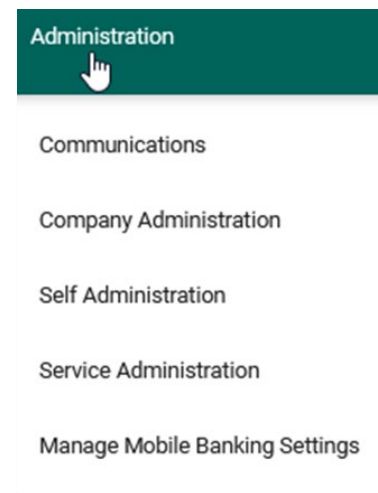 Administration
Communications
Company Administration
Self Administration
Service Administration
Manage Mobile Banking Settings